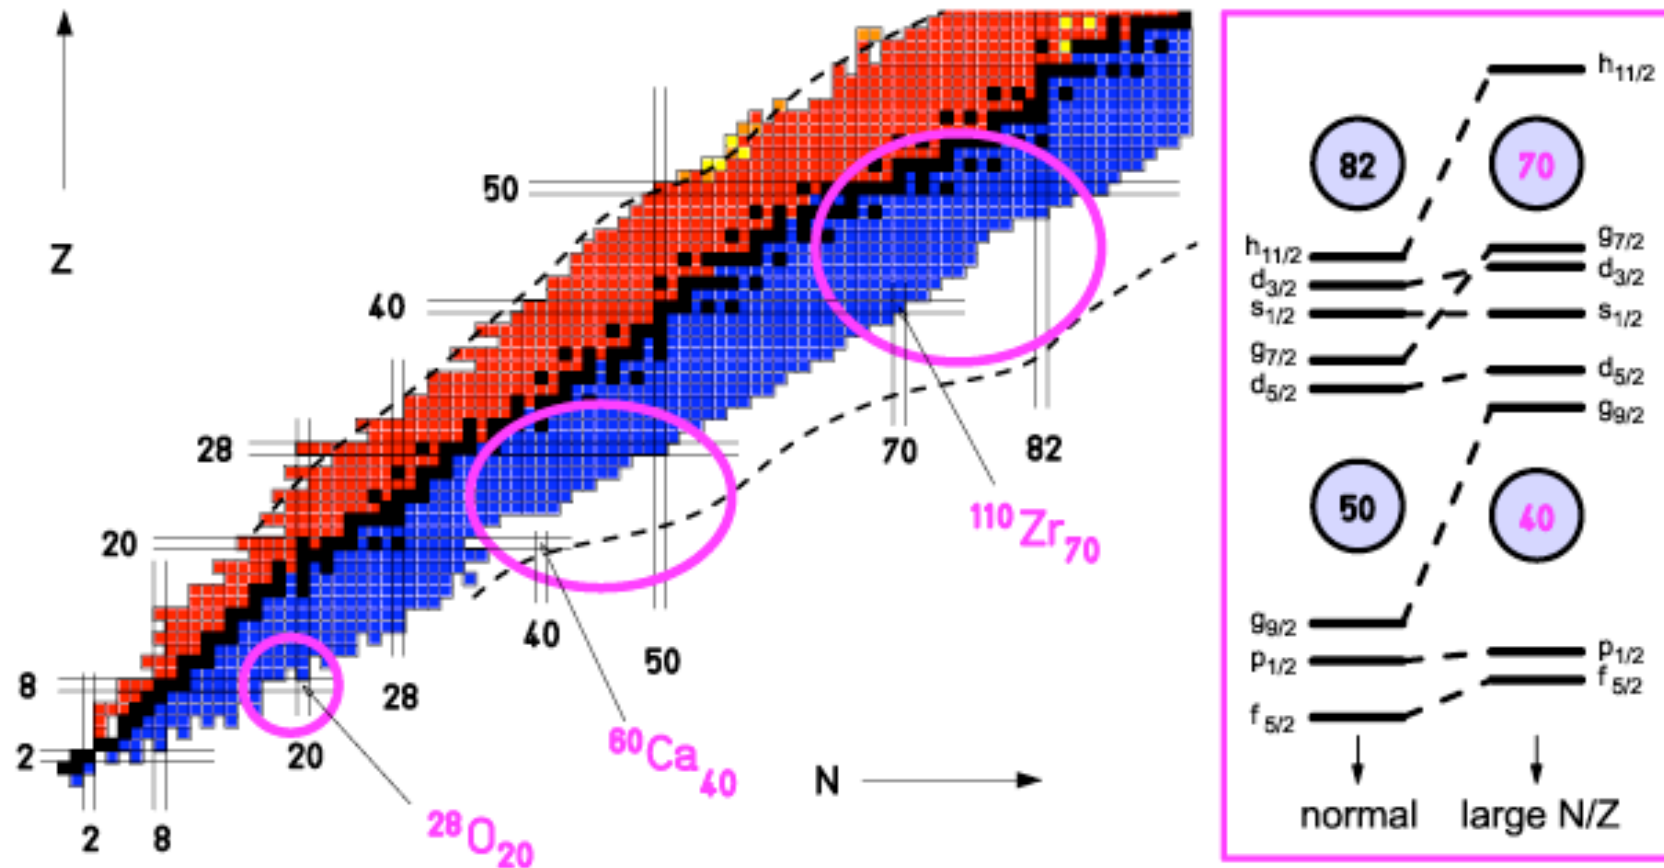 Z
50
40
28
20
8
2
2
8
20
28
40
50
70
82
N
²⁸O₂₀
⁶⁰Ca₄₀
¹¹⁰Zr₇₀
h₁₁/₂
82
70
h₁₁/₂
d₃/₂
s₁/₂
g₇/₂
d₅/₂
g₇/₂
d₃/₂
s₁/₂
d₅/₂
g₉/₂
50
40
g₉/₂
p₁/₂
f₅/₂
p₁/₂
f₅/₂
normal
large N/Z